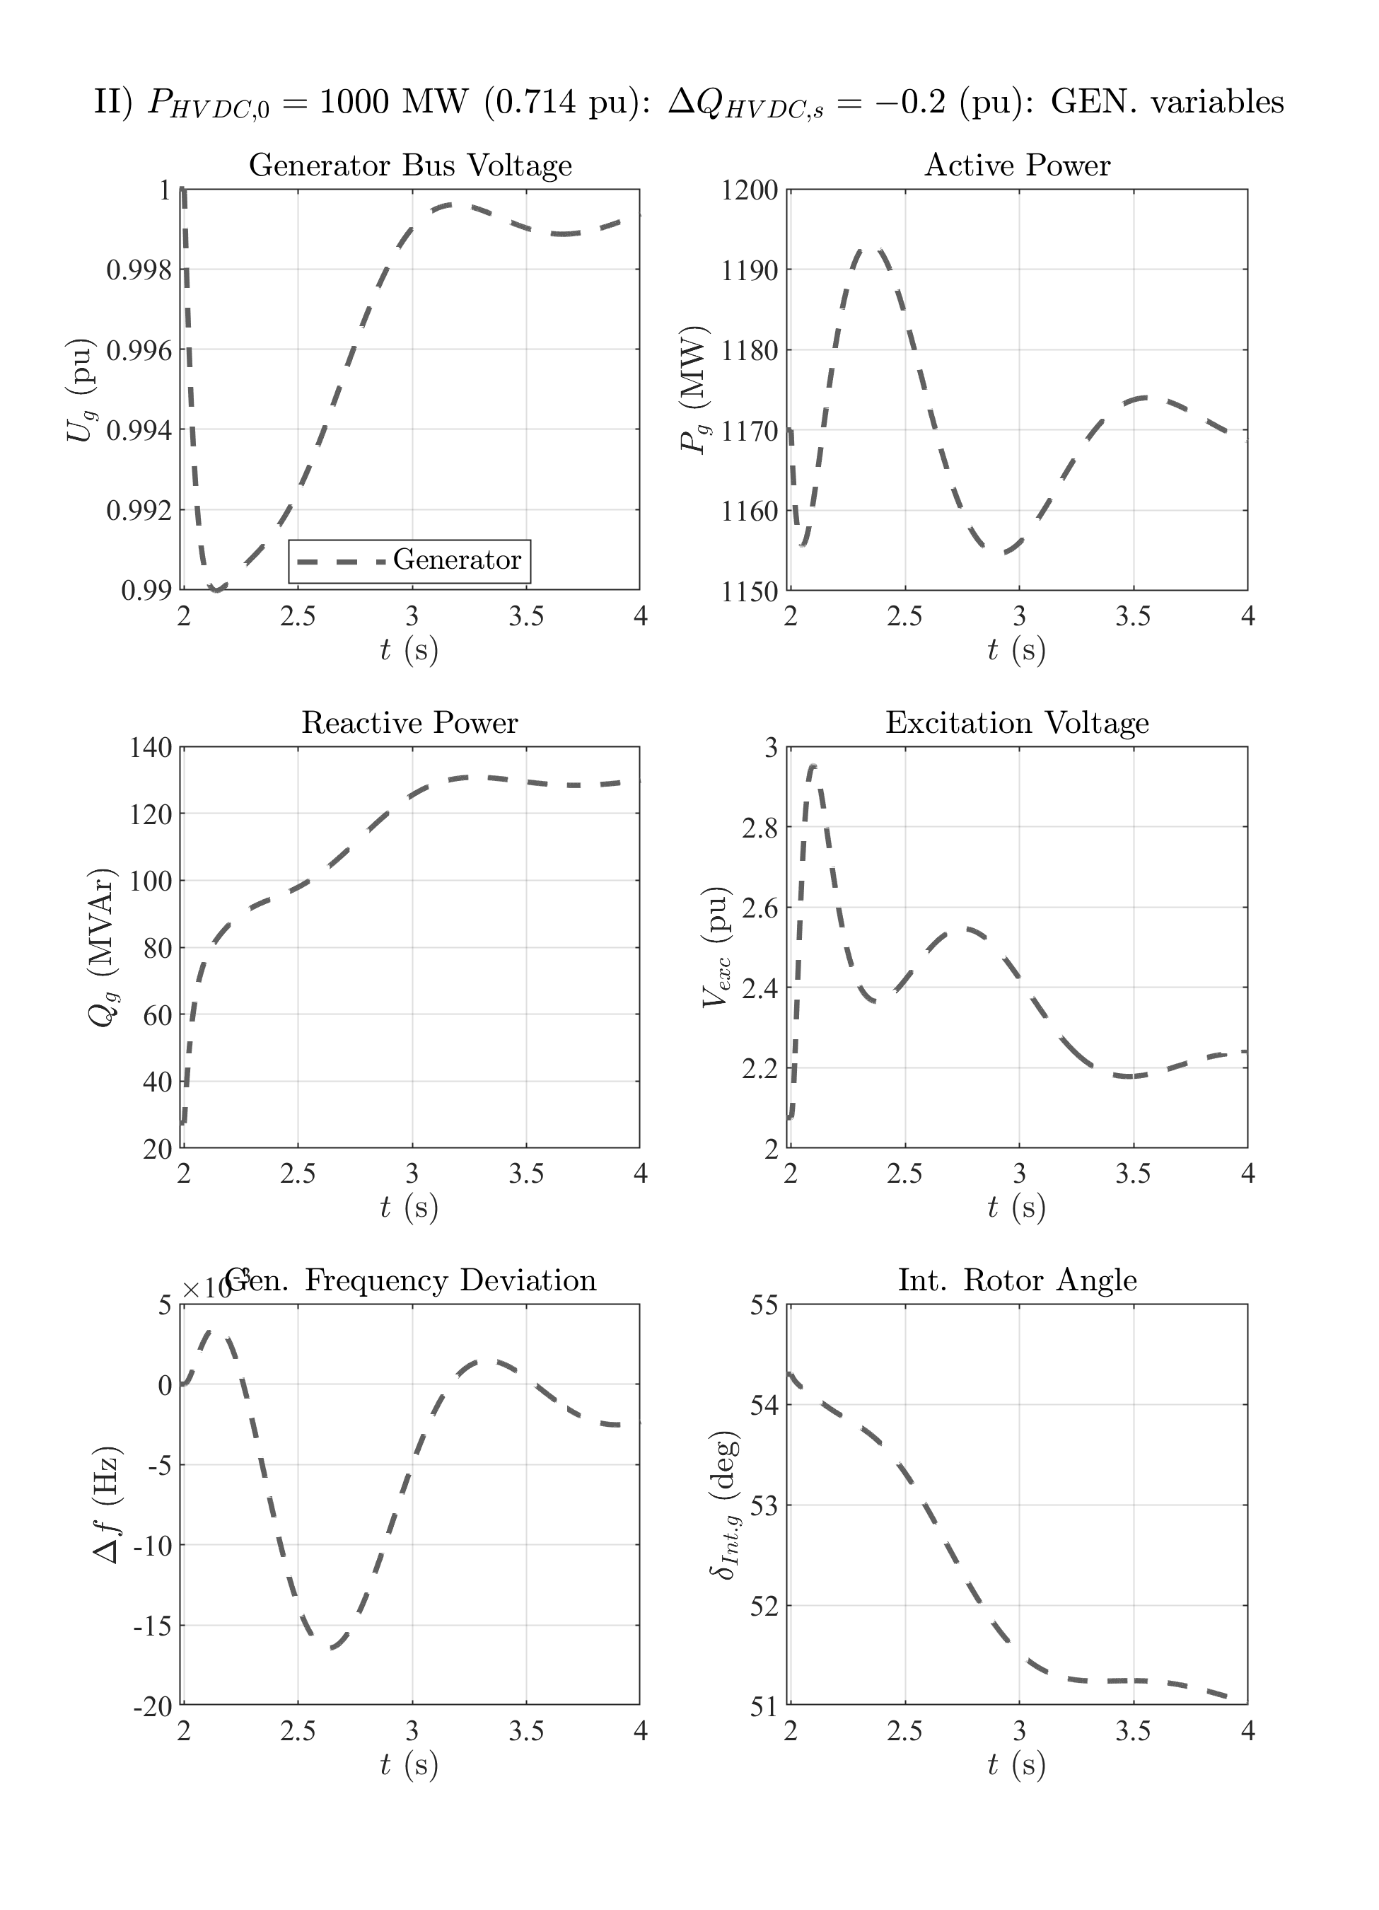 II) P_{HVDC,0} = 1000 MW (0.714 pu): ΔQ_{HVDC,s} = −0.2 (pu): GEN. variables
Generator Bus Voltage
1
0.998
0.996
0.994
0.992
0.99
U_g (pu)
Generator
2 2.5 3 3.5 4
t (s)
Active Power
1200
1190
1180
1170
1160
1150
P_g (MW)
2 2.5 3 3.5 4
t (s)
Reactive Power
140
120
100
80
60
40
20
Q_g (MVAr)
2 2.5 3 3.5 4
t (s)
Excitation Voltage
3
2.8
2.6
2.4
2.2
2
V_{exc} (pu)
2 2.5 3 3.5 4
t (s)
×10^{-3}
Gen. Frequency Deviation
5
0
-5
-10
-15
-20
Δf (Hz)
2 2.5 3 3.5 4
t (s)
Int. Rotor Angle
55
54
53
52
51
δ_{Int.g} (deg)
2 2.5 3 3.5 4
t (s)